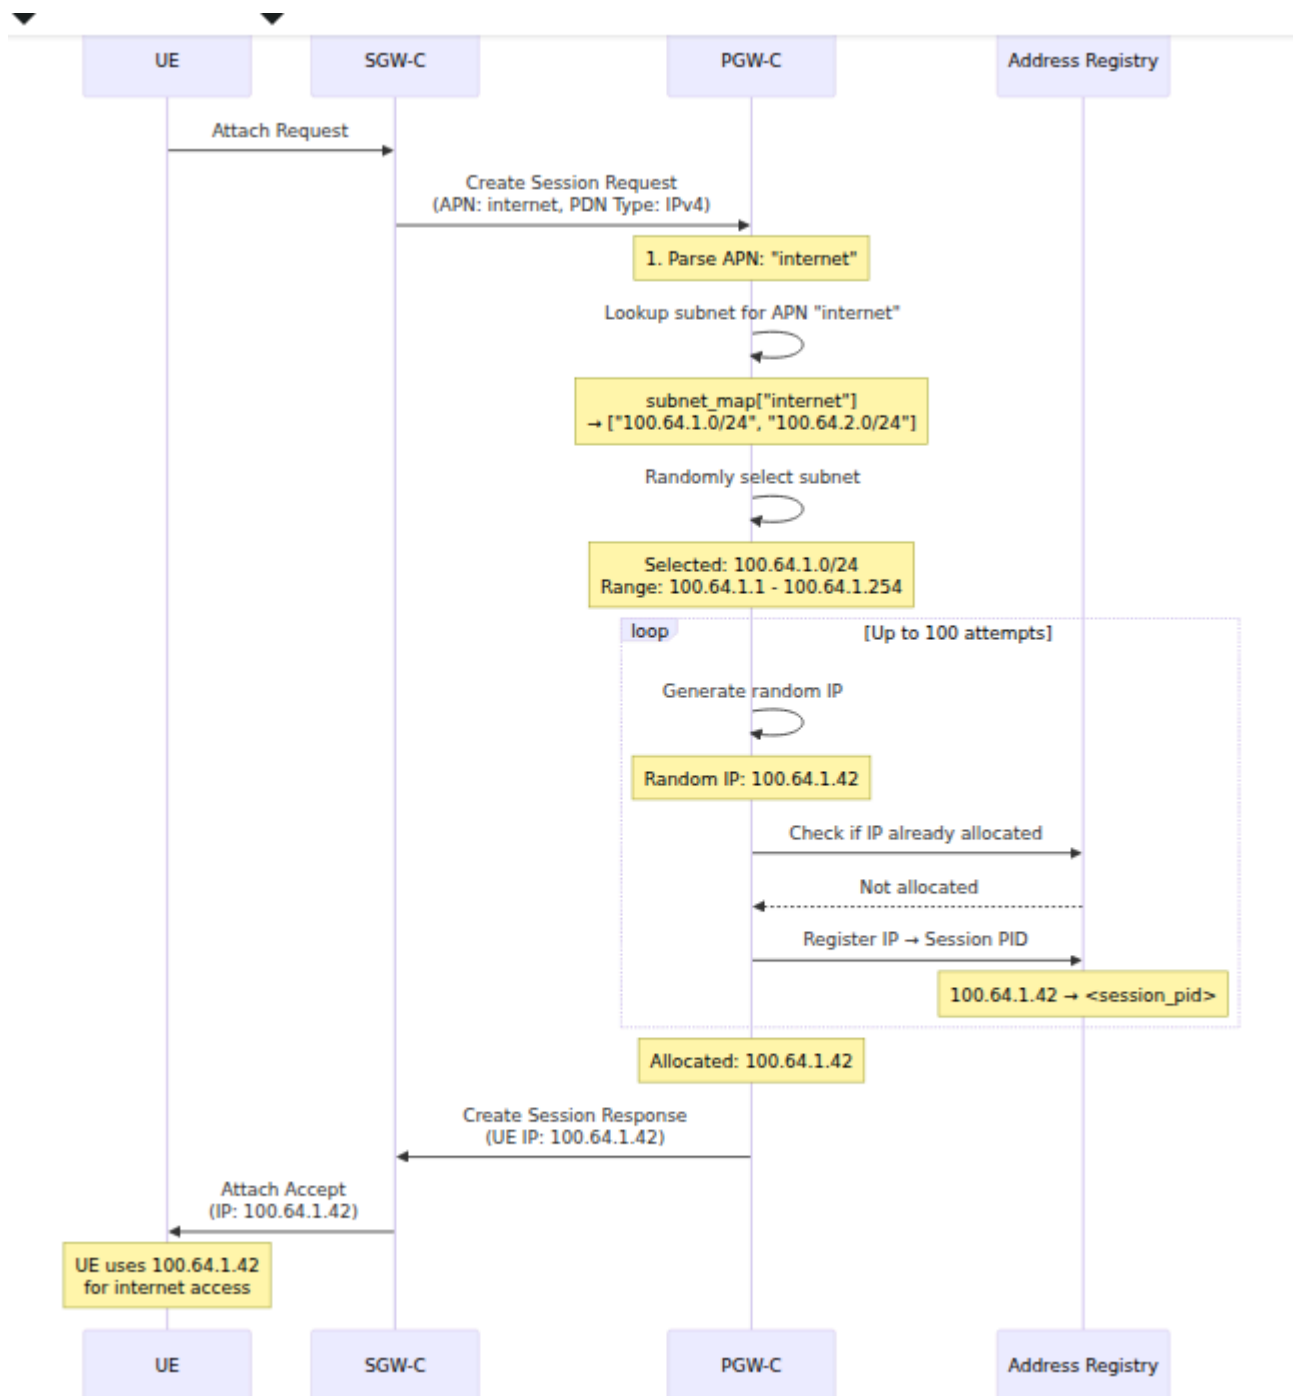 UE
SGW-C
PGW-C
Address Registry
Attach Request
Create Session Request
(APN: internet, PDN Type: IPv4)
1. Parse APN: "internet"
Lookup subnet for APN "internet"
subnet_map["internet"]
→ ["100.64.1.0/24", "100.64.2.0/24"]
Randomly select subnet
Selected: 100.64.1.0/24
Range: 100.64.1.1 - 100.64.1.254
loop
[Up to 100 attempts]
Generate random IP
Random IP: 100.64.1.42
Check if IP already allocated
Not allocated
Register IP → Session PID
100.64.1.42 → <session_pid>
Allocated: 100.64.1.42
Create Session Response
(UE IP: 100.64.1.42)
Attach Accept
(IP: 100.64.1.42)
UE uses 100.64.1.42
for internet access
UE
SGW-C
PGW-C
Address Registry